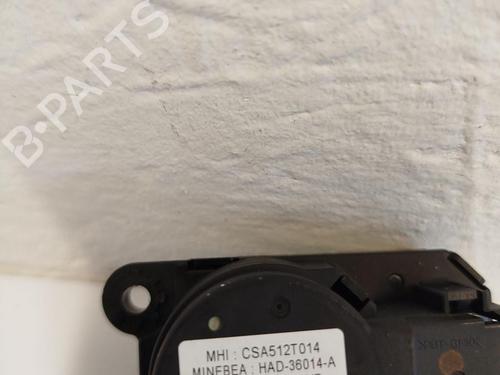 B-PARTS
MHI : CSA512T014
MINEBEA : HAD-36014-A